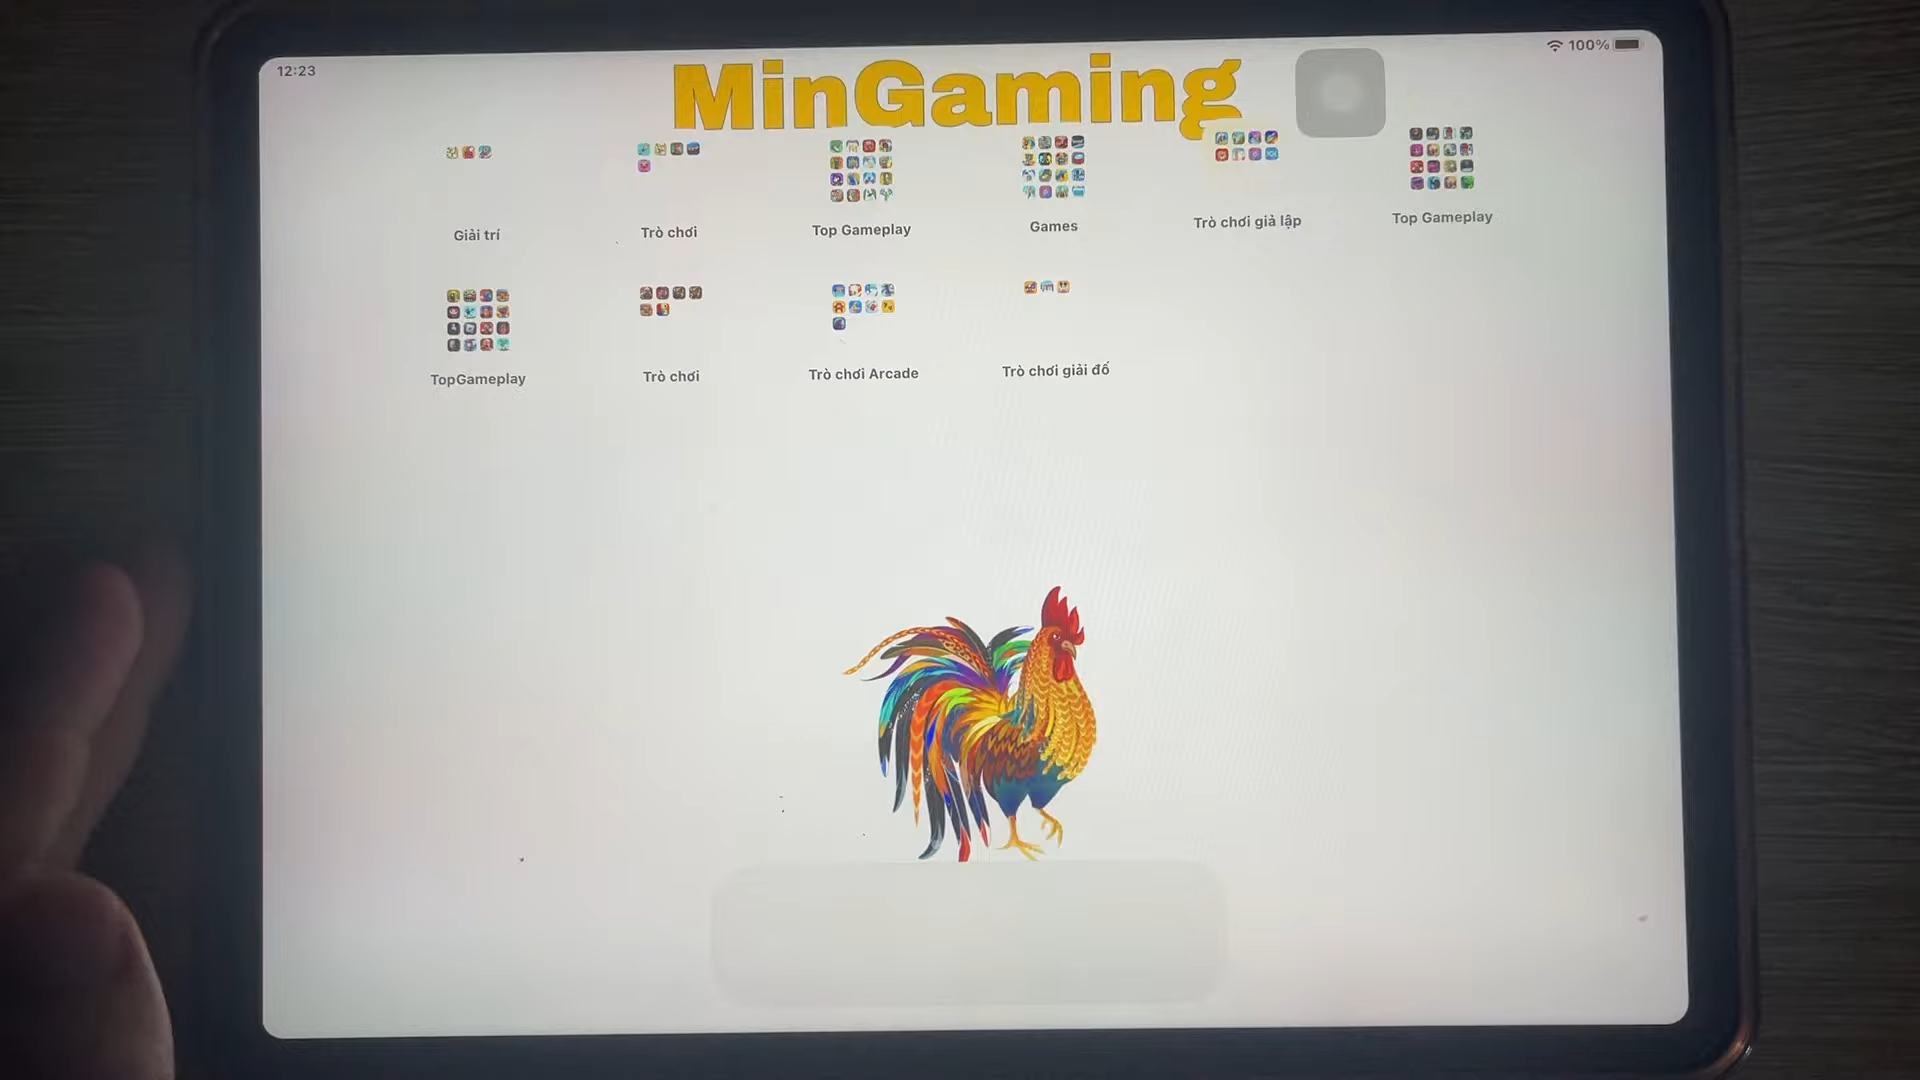 12:23
100%
MinGaming
Giải trí
Trò chơi
Top Gameplay
Games
Trò chơi giả lập
Top Gameplay
TopGameplay
Trò chơi
Trò chơi Arcade
Trò chơi giải đố